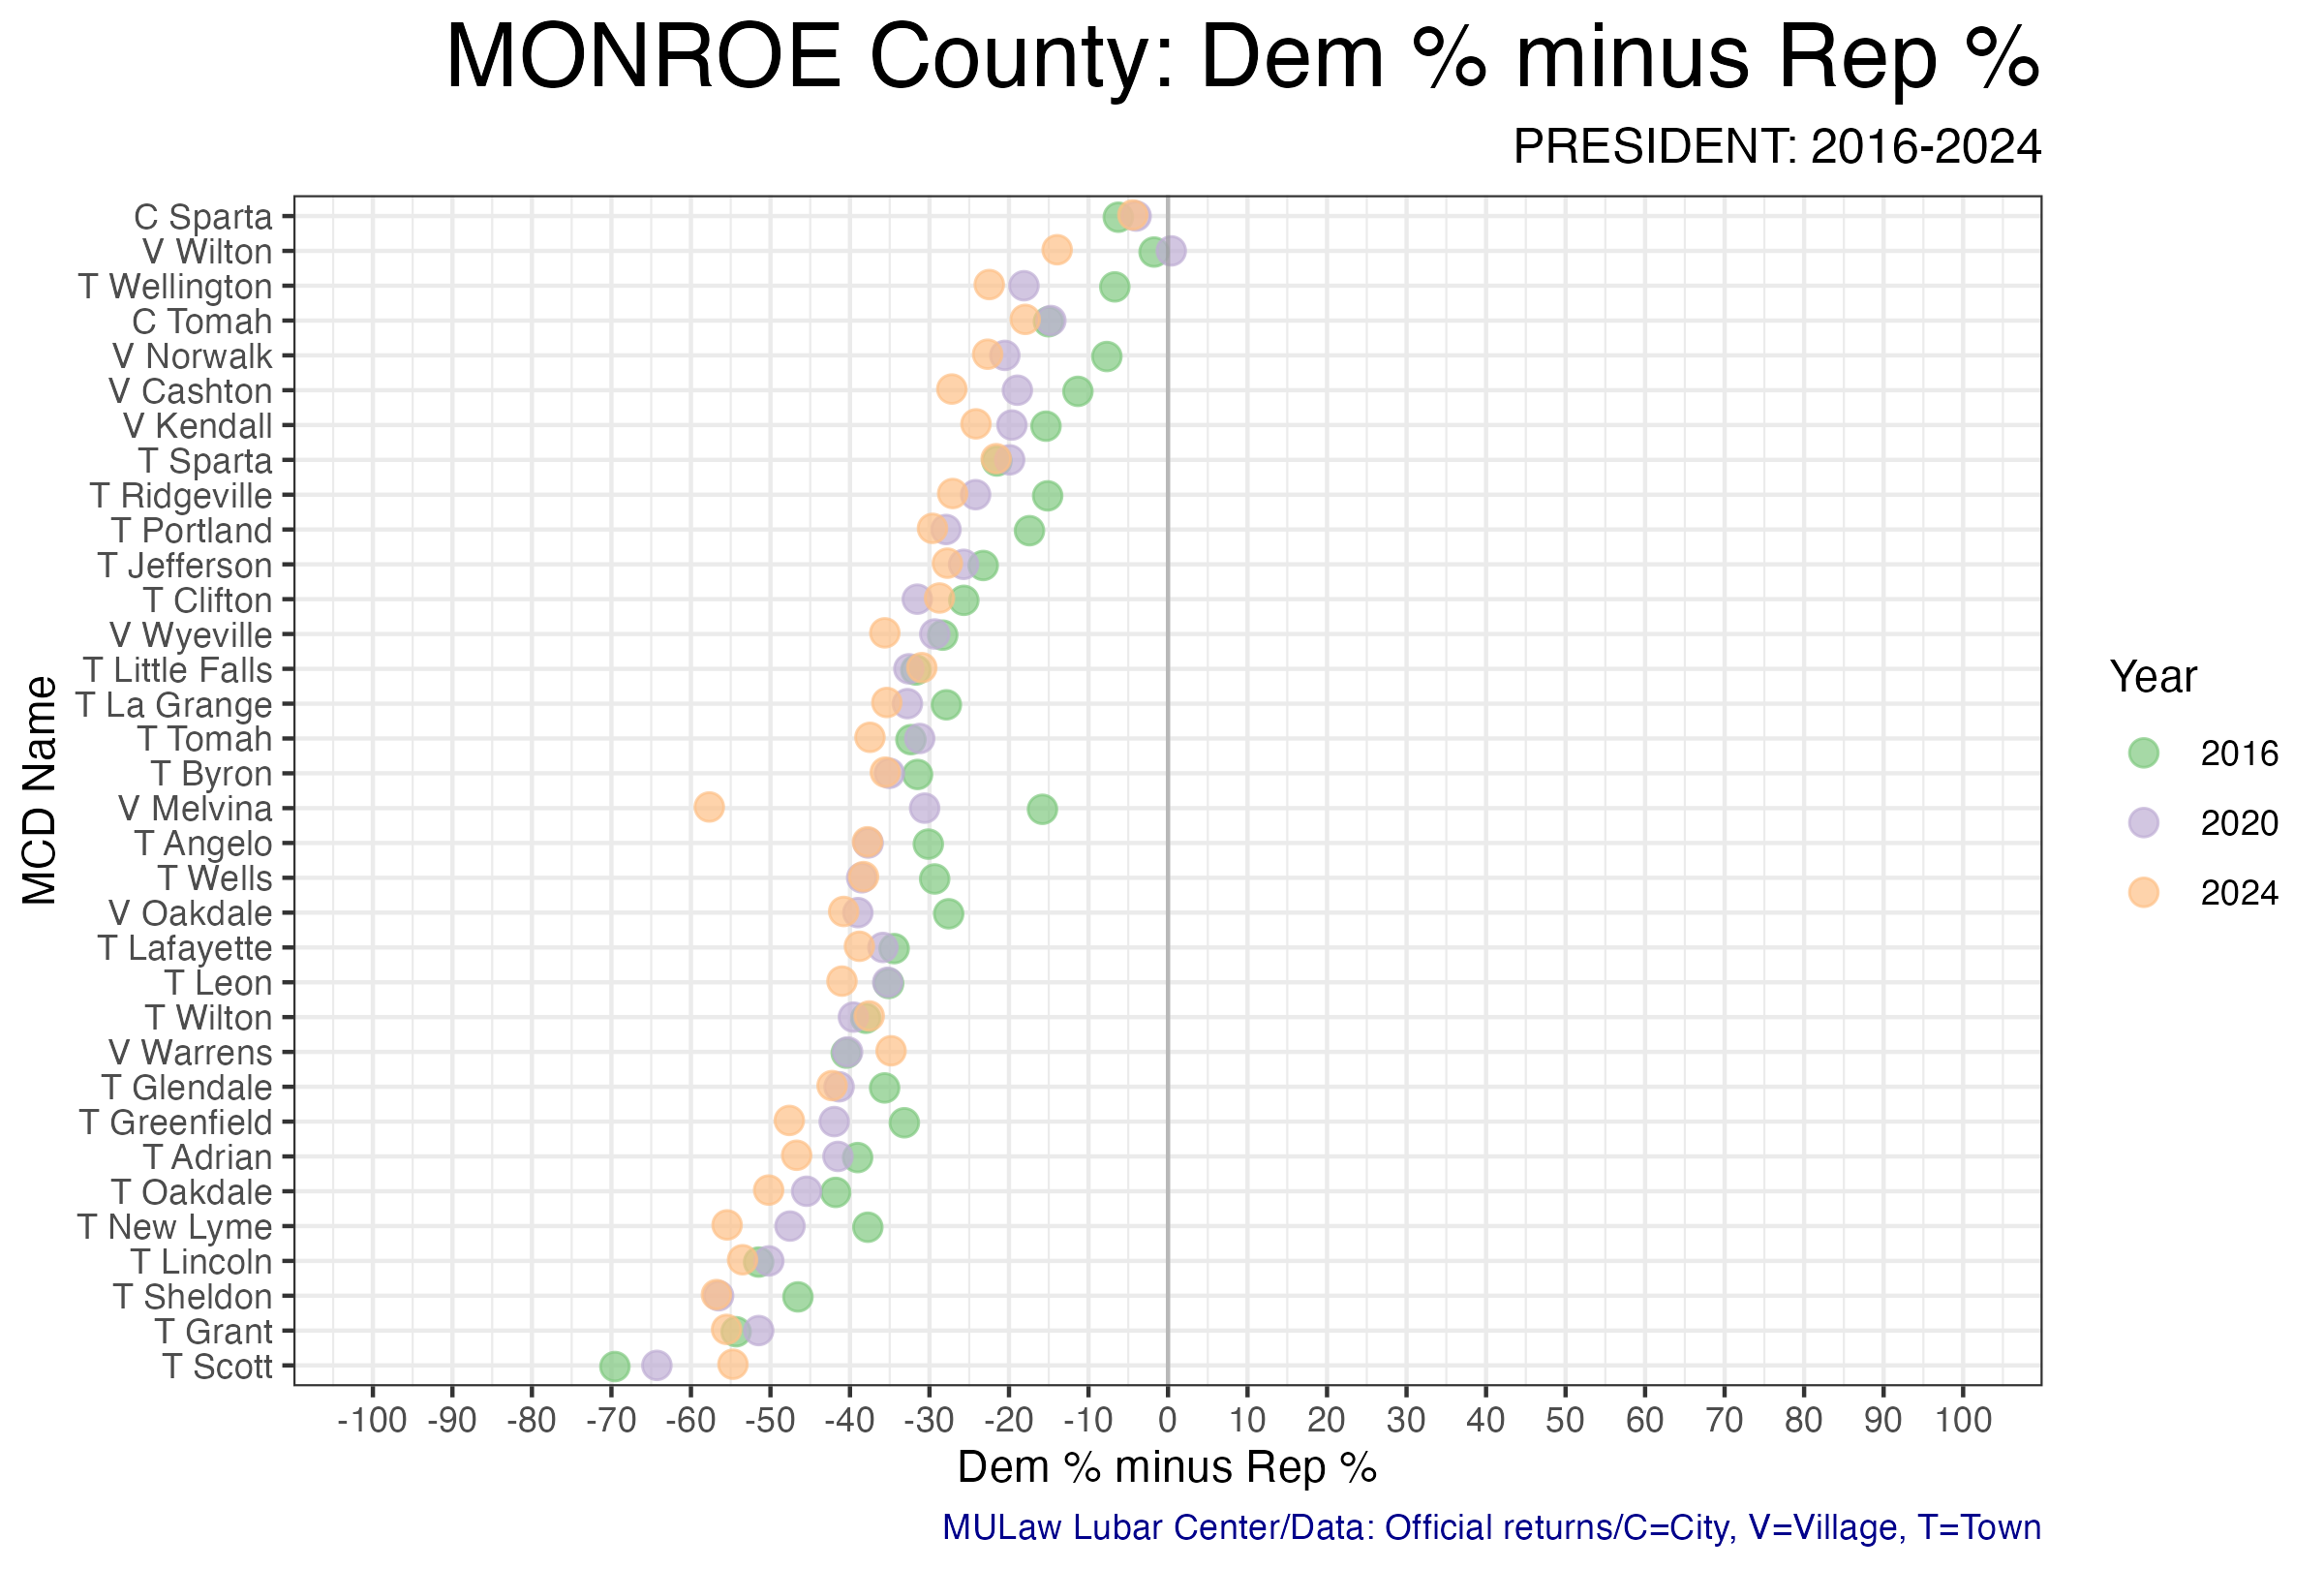 MONROE County: Dem % minus Rep %
PRESIDENT: 2016-2024
C Sparta
V Wilton
T Wellington
C Tomah
V Norwalk
V Cashton
V Kendall
T Sparta
T Ridgeville
T Portland
T Jefferson
T Clifton
V Wyeville
T Little Falls
T La Grange
T Tomah
T Byron
V Melvina
T Angelo
T Wells
V Oakdale
T Lafayette
T Leon
T Wilton
V Warrens
T Glendale
T Greenfield
T Adrian
T Oakdale
T New Lyme
T Lincoln
T Sheldon
T Grant
T Scott
MCD Name
-100 -90 -80 -70 -60 -50 -40 -30 -20 -10 0 10 20 30 40 50 60 70 80 90 100
Dem % minus Rep %
Year
2016
2020
2024
MULaw Lubar Center/Data: Official returns/C=City, V=Village, T=Town